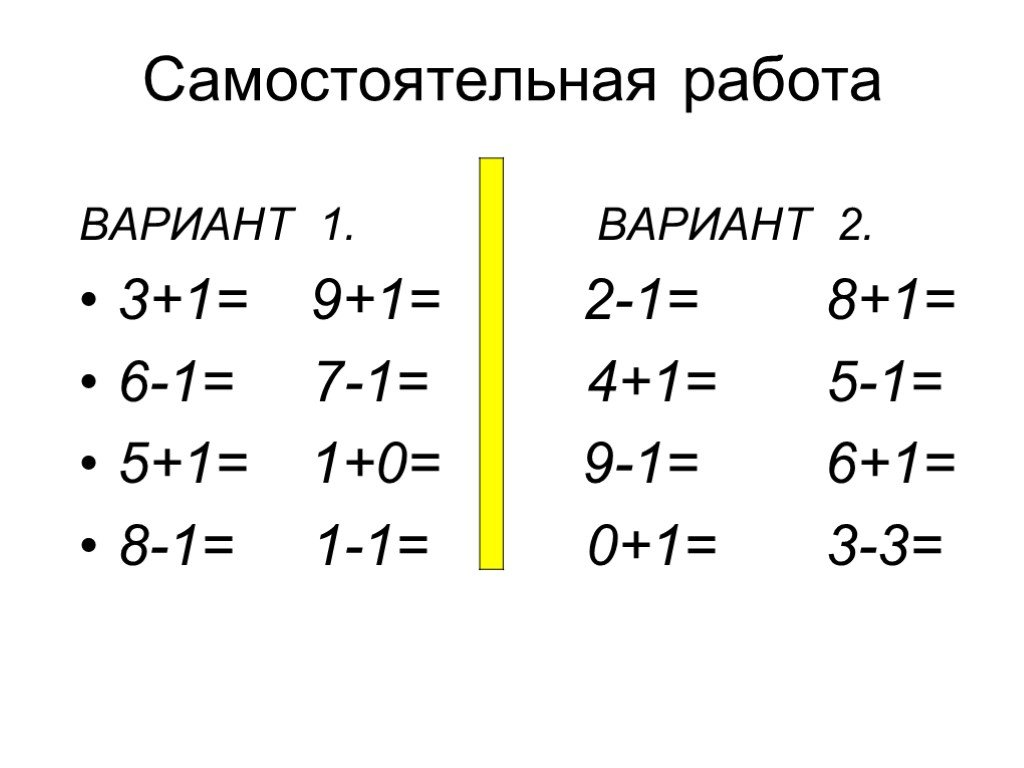 Самостоятельная работа
ВАРИАНТ 1. ВАРИАНТ 2.
• 3+1= 9+1= 2-1= 8+1=
• 6-1= 7-1= 4+1= 5-1=
• 5+1= 1+0= 9-1= 6+1=
• 8-1= 1-1= 0+1= 3-3=